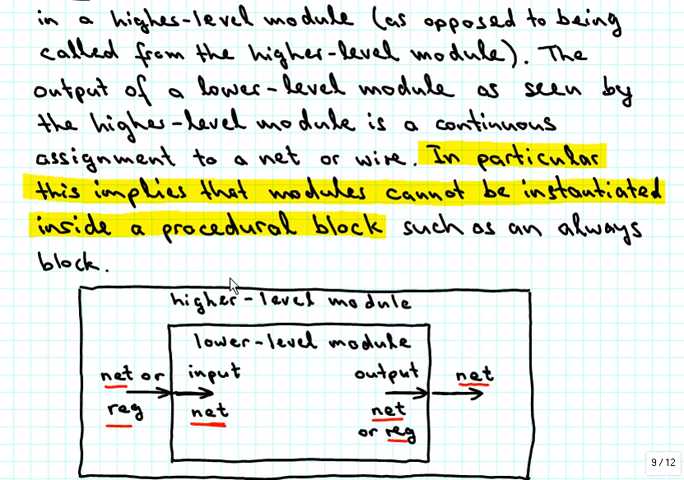 in a higher-level module (as opposed to being
called from the higher-level module). The
output of a lower-level module as seen by
the higher-level module is a continuous
assignment to a net or wire. In particular
this implies that modules cannot be instantiated
inside a procedural block such as an always
block.
higher-level module
lower-level module
net or input output net
reg net net
or reg
9/12